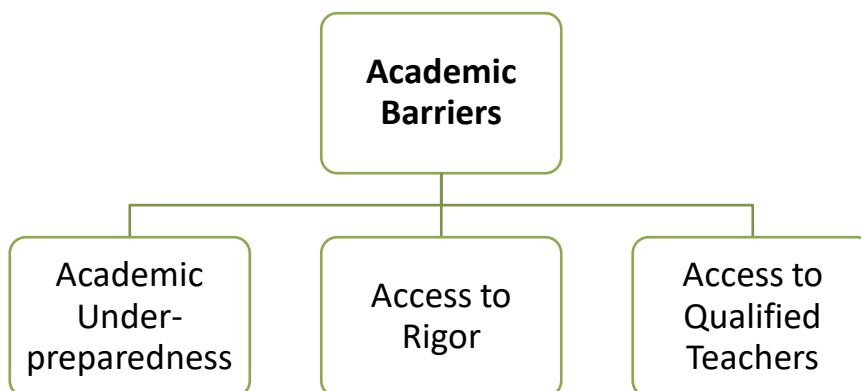 Academic
Barriers
Academic
Under-
preparedness
Access to
Rigor
Access to
Qualified
Teachers